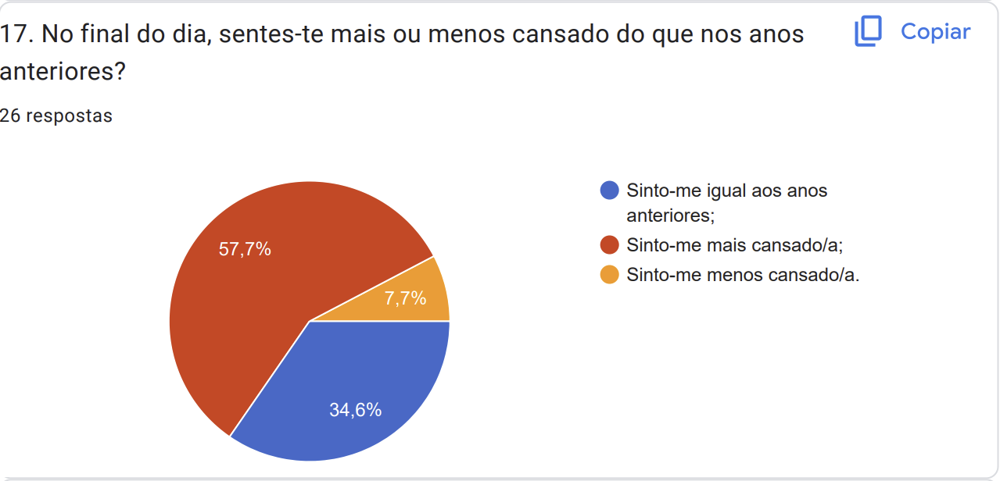 17. No final do dia, sentes-te mais ou menos cansado do que nos anos
anteriores?
Copiar
26 respostas
57,7%
7,7%
34,6%
Sinto-me igual aos anos
anteriores;
Sinto-me mais cansado/a;
Sinto-me menos cansado/a.